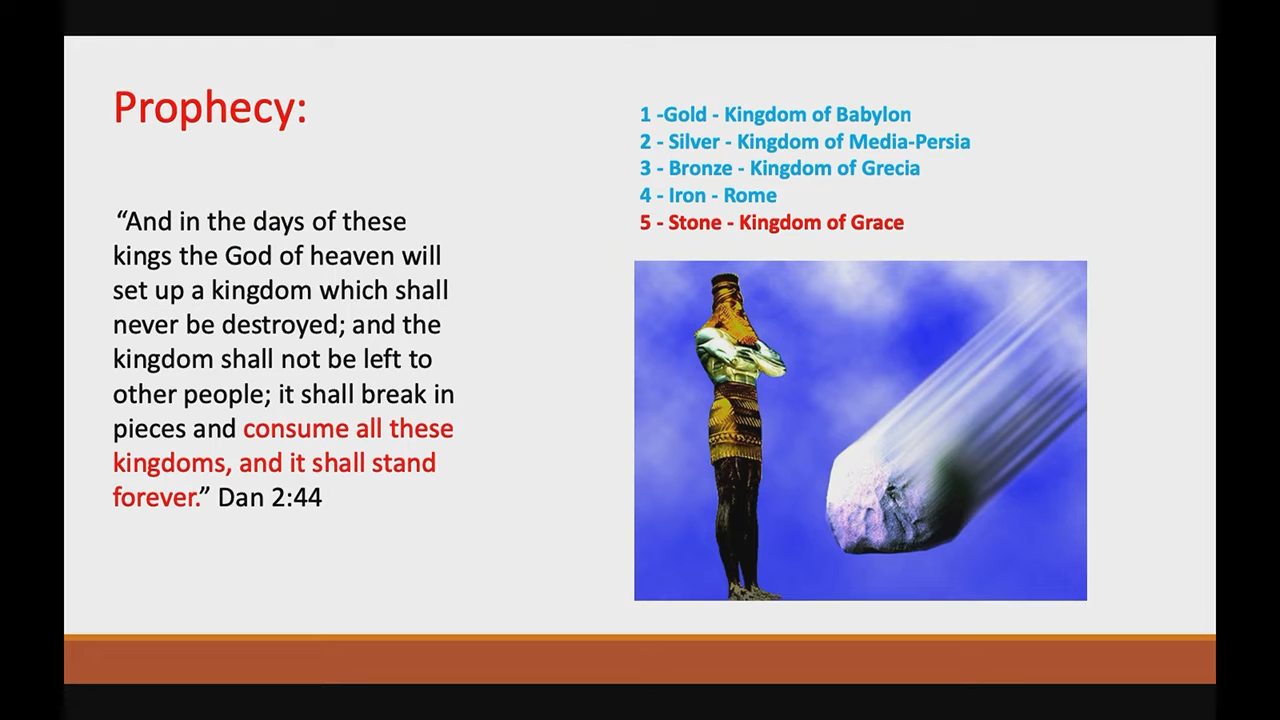 Prophecy:
“And in the days of these
kings the God of heaven will
set up a kingdom which shall
never be destroyed; and the
kingdom shall not be left to
other people; it shall break in
pieces and consume all these
kingdoms, and it shall stand
forever.” Dan 2:44
1 -Gold - Kingdom of Babylon
2 - Silver - Kingdom of Media-Persia
3 - Bronze - Kingdom of Grecia
4 - Iron - Rome
5 - Stone - Kingdom of Grace